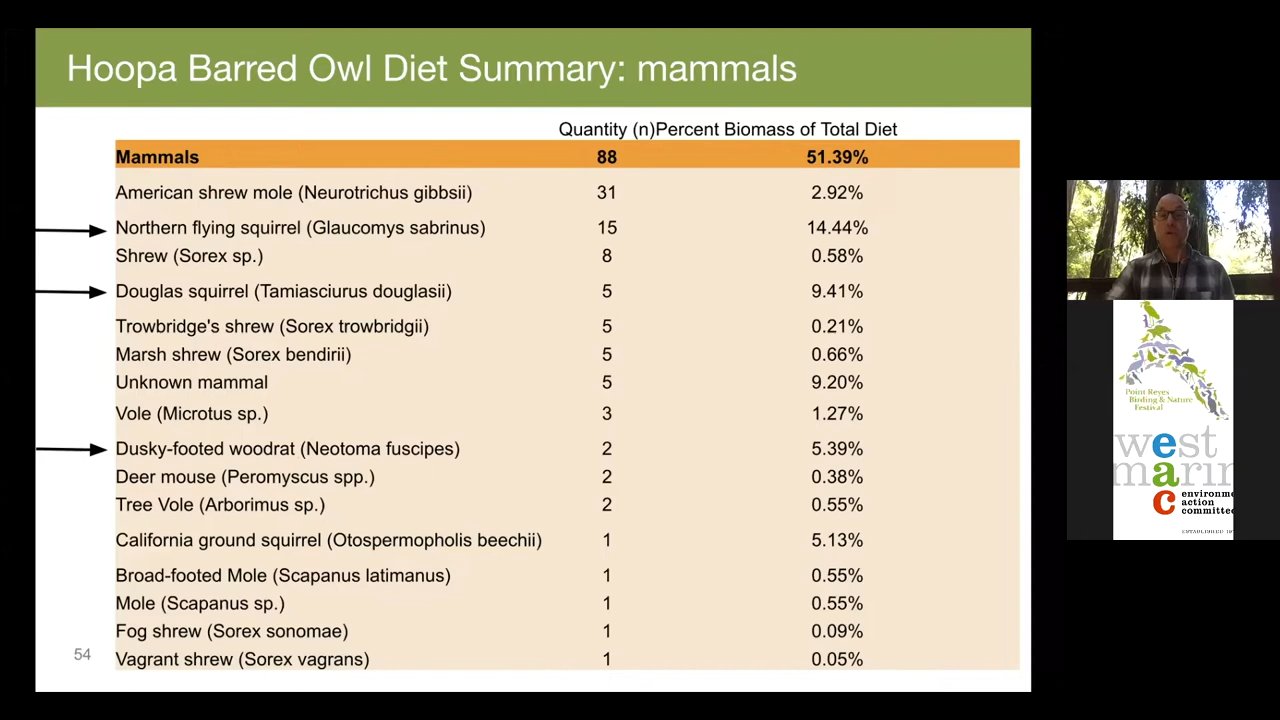 Hoopa Barred Owl Diet Summary: mammals
Quantity (n)Percent Biomass of Total Diet
Mammals 88 51.39%
American shrew mole (Neurotrichus gibbsii) 31 2.92%
Northern flying squirrel (Glaucomys sabrinus) 15 14.44%
Shrew (Sorex sp.) 8 0.58%
Douglas squirrel (Tamiasciurus douglasii) 5 9.41%
Trowbridge's shrew (Sorex trowbridgii) 5 0.21%
Marsh shrew (Sorex bendirii) 5 0.66%
Unknown mammal 5 9.20%
Vole (Microtus sp.) 3 1.27%
Dusky-footed woodrat (Neotoma fuscipes) 2 5.39%
Deer mouse (Peromyscus spp.) 2 0.38%
Tree Vole (Arborimus sp.) 2 0.55%
California ground squirrel (Otospermopholis beechii) 1 5.13%
Broad-footed Mole (Scapanus latimanus) 1 0.55%
Mole (Scapanus sp.) 1 0.55%
Fog shrew (Sorex sonomae) 1 0.09%
Vagrant shrew (Sorex vagrans) 1 0.05%
54
Point Reyes
Birding & Nature
Festival
west
marin
eac
environme
action
committee